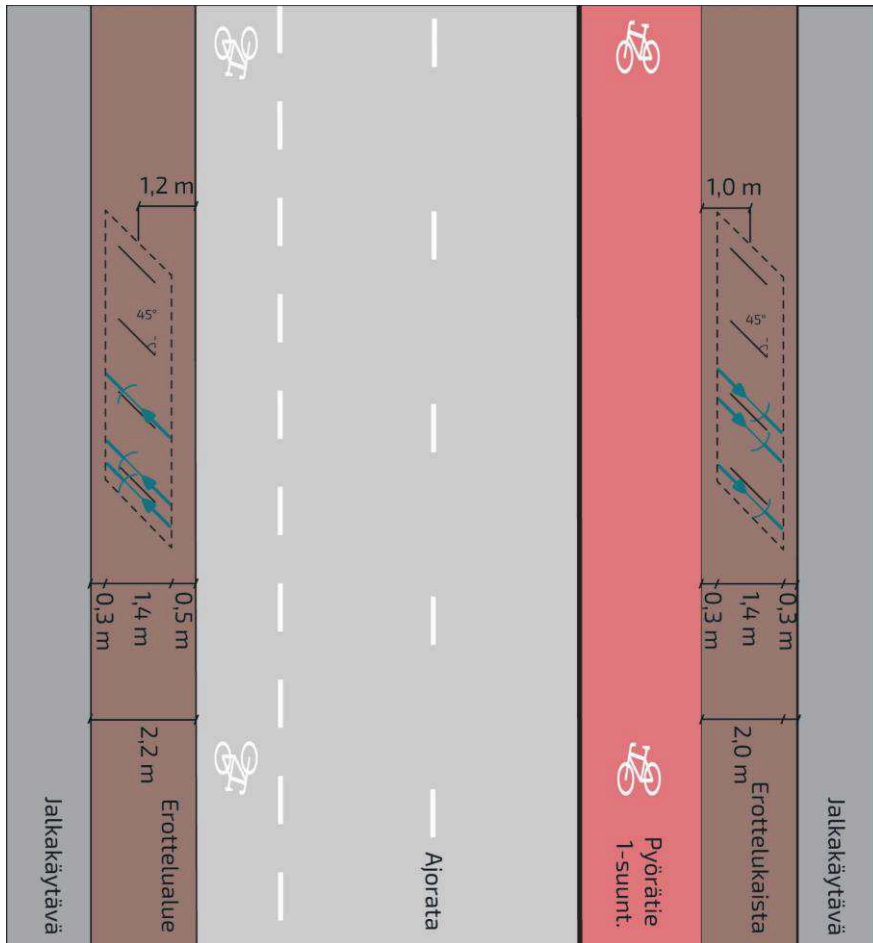 1,2 m
1,0 m
45°
45°
0,3 m
1,4 m
0,5 m
0,3 m
1,4 m
0,3 m
2,2 m
2,0 m
Jalkakäytävä
Erottelualue
Ajorata
Pyörätie
1-suunt.
Erottelukaista
Jalkakäytävä